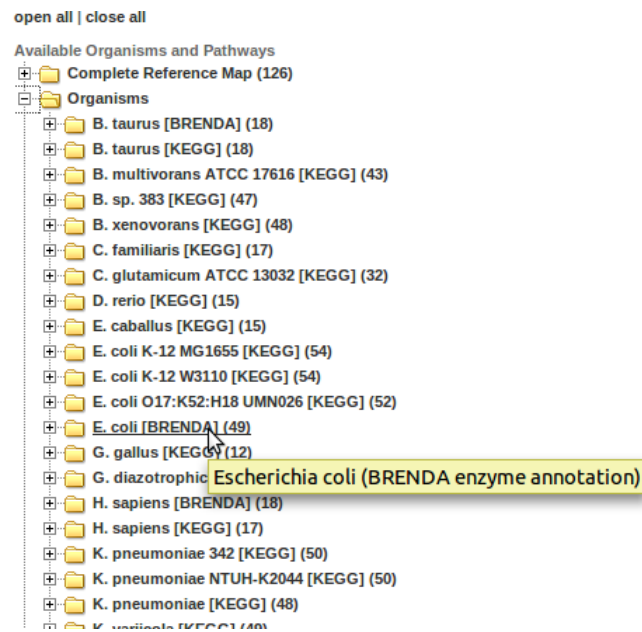 open all | close all
Available Organisms and Pathways
Complete Reference Map (126)
Organisms
B. taurus [BRENDA] (18)
B. taurus [KEGG] (18)
B. multivorans ATCC 17616 [KEGG] (43)
B. sp. 383 [KEGG] (47)
B. xenovorans [KEGG] (48)
C. familiaris [KEGG] (17)
C. glutamicum ATCC 13032 [KEGG] (32)
D. rerio [KEGG] (15)
E. caballus [KEGG] (15)
E. coli K-12 MG1655 [KEGG] (54)
E. coli K-12 W3110 [KEGG] (54)
E. coli O17:K52:H18 UMN026 [KEGG] (52)
E. coli [BRENDA] (49)
G. gallus [KEGG] (12)
G. diazotrophic
Escherichia coli (BRENDA enzyme annotation)
H. sapiens [BRENDA] (18)
H. sapiens [KEGG] (17)
K. pneumoniae 342 [KEGG] (50)
K. pneumoniae NTUH-K2044 [KEGG] (50)
K. pneumoniae [KEGG] (48)
K. variicola [KEGG] (49)